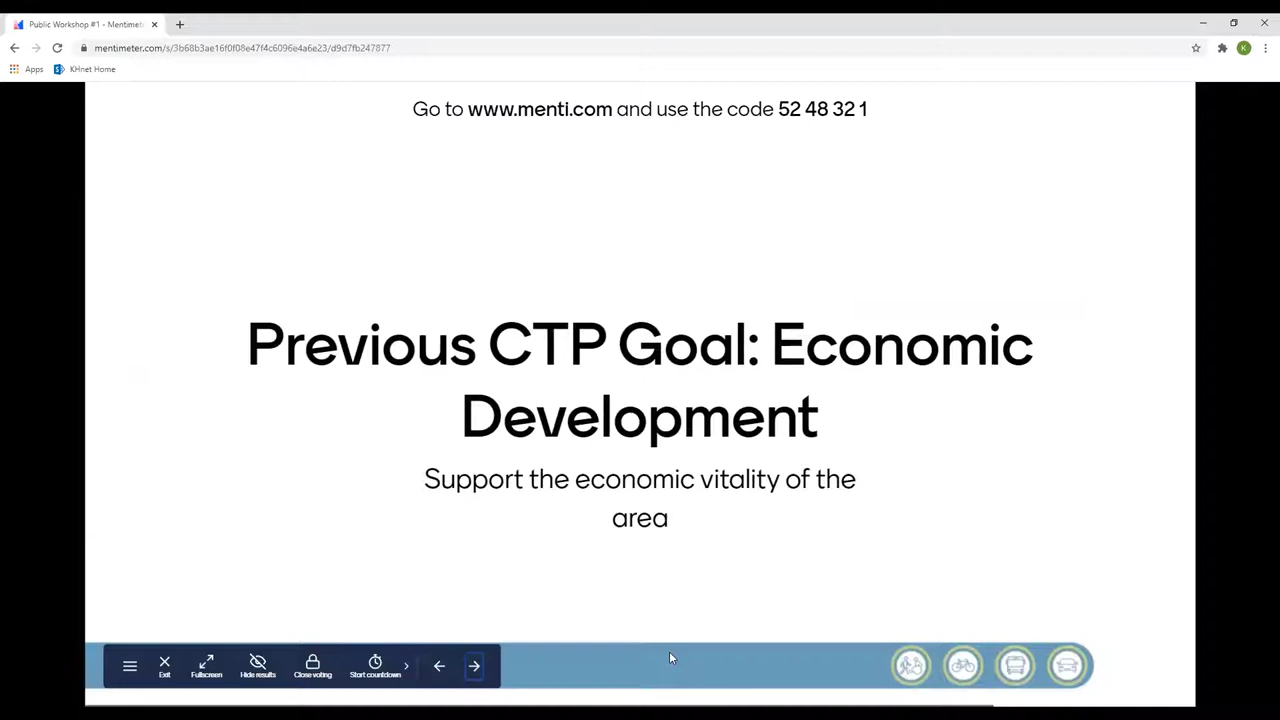 Public Workshop #1 - Mentimete
mentimeter.com/s/3b68b3ae16f0f08e47f4c6096e4a6e23/d9d7fb247877
K
Apps
KHnet Home
Go to www.menti.com and use the code 52 48 32 1
Previous CTP Goal: Economic
Development
Support the economic vitality of the
area
Exit
Fullscreen
Hide results
Close voting
Start countdown